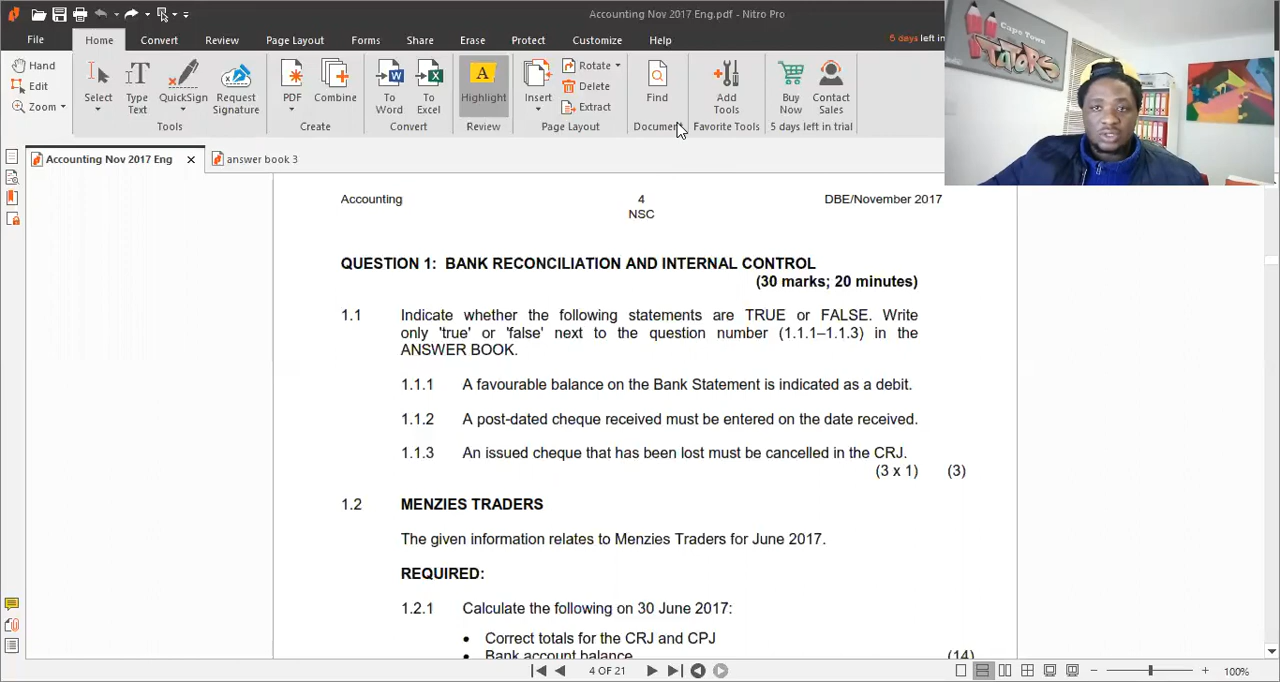 Accounting Nov 2017 Eng.pdf - Nitro Pro
File Home Convert Review Page Layout Forms Share Erase Protect Customize Help
5 days left in
Hand
Edit
Zoom
Select
Type Text
QuickSign
Request Signature
Tools
PDF
Combine
Create
To Word
To Excel
Convert
Highlight
Review
Insert
Rotate
Delete
Extract
Page Layout
Find
Document
Add Tools
Favorite Tools
Buy Now
Contact Sales
5 days left in trial
Cape Town
TUTORS
Accounting Nov 2017 Eng
answer book 3
Accounting 4 DBE/November 2017
NSC
QUESTION 1: BANK RECONCILIATION AND INTERNAL CONTROL
(30 marks; 20 minutes)
1.1 Indicate whether the following statements are TRUE or FALSE. Write
only 'true' or 'false' next to the question number (1.1.1–1.1.3) in the
ANSWER BOOK.
1.1.1 A favourable balance on the Bank Statement is indicated as a debit.
1.1.2 A post-dated cheque received must be entered on the date received.
1.1.3 An issued cheque that has been lost must be cancelled in the CRJ.
(3 x 1) (3)
1.2 MENZIES TRADERS
The given information relates to Menzies Traders for June 2017.
REQUIRED:
1.2.1 Calculate the following on 30 June 2017:
• Correct totals for the CRJ and CPJ
• Bank account balance (14)
4 OF 21
100%